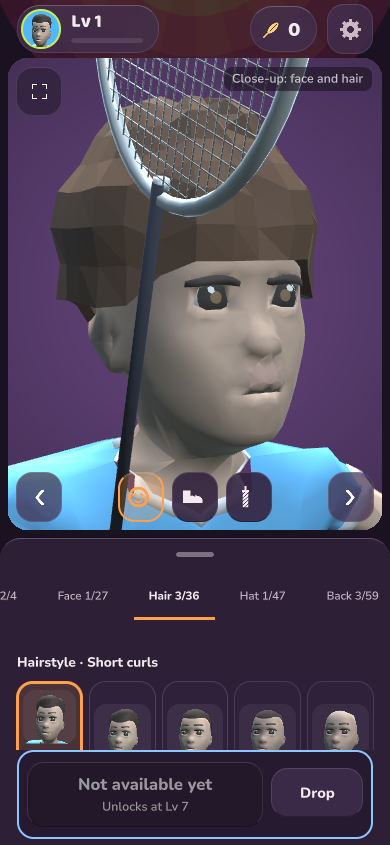 Lv 1
0
Close-up: face and hair
2/4
Face 1/27
Hair 3/36
Hat 1/47
Back 3/59
Hairstyle · Short curls
Not available yet
Unlocks at Lv 7
Drop